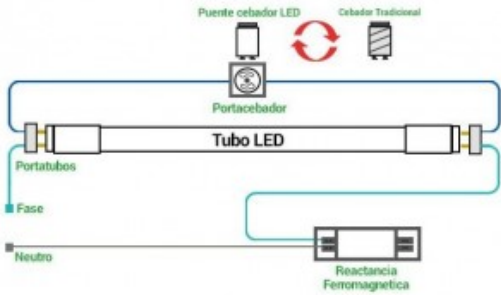 Puente cebador LED
Cebador Tradicional
Portacebador
Tubo LED
Portatubos
Fase
Neutro
Reactancia
Ferromagnetica